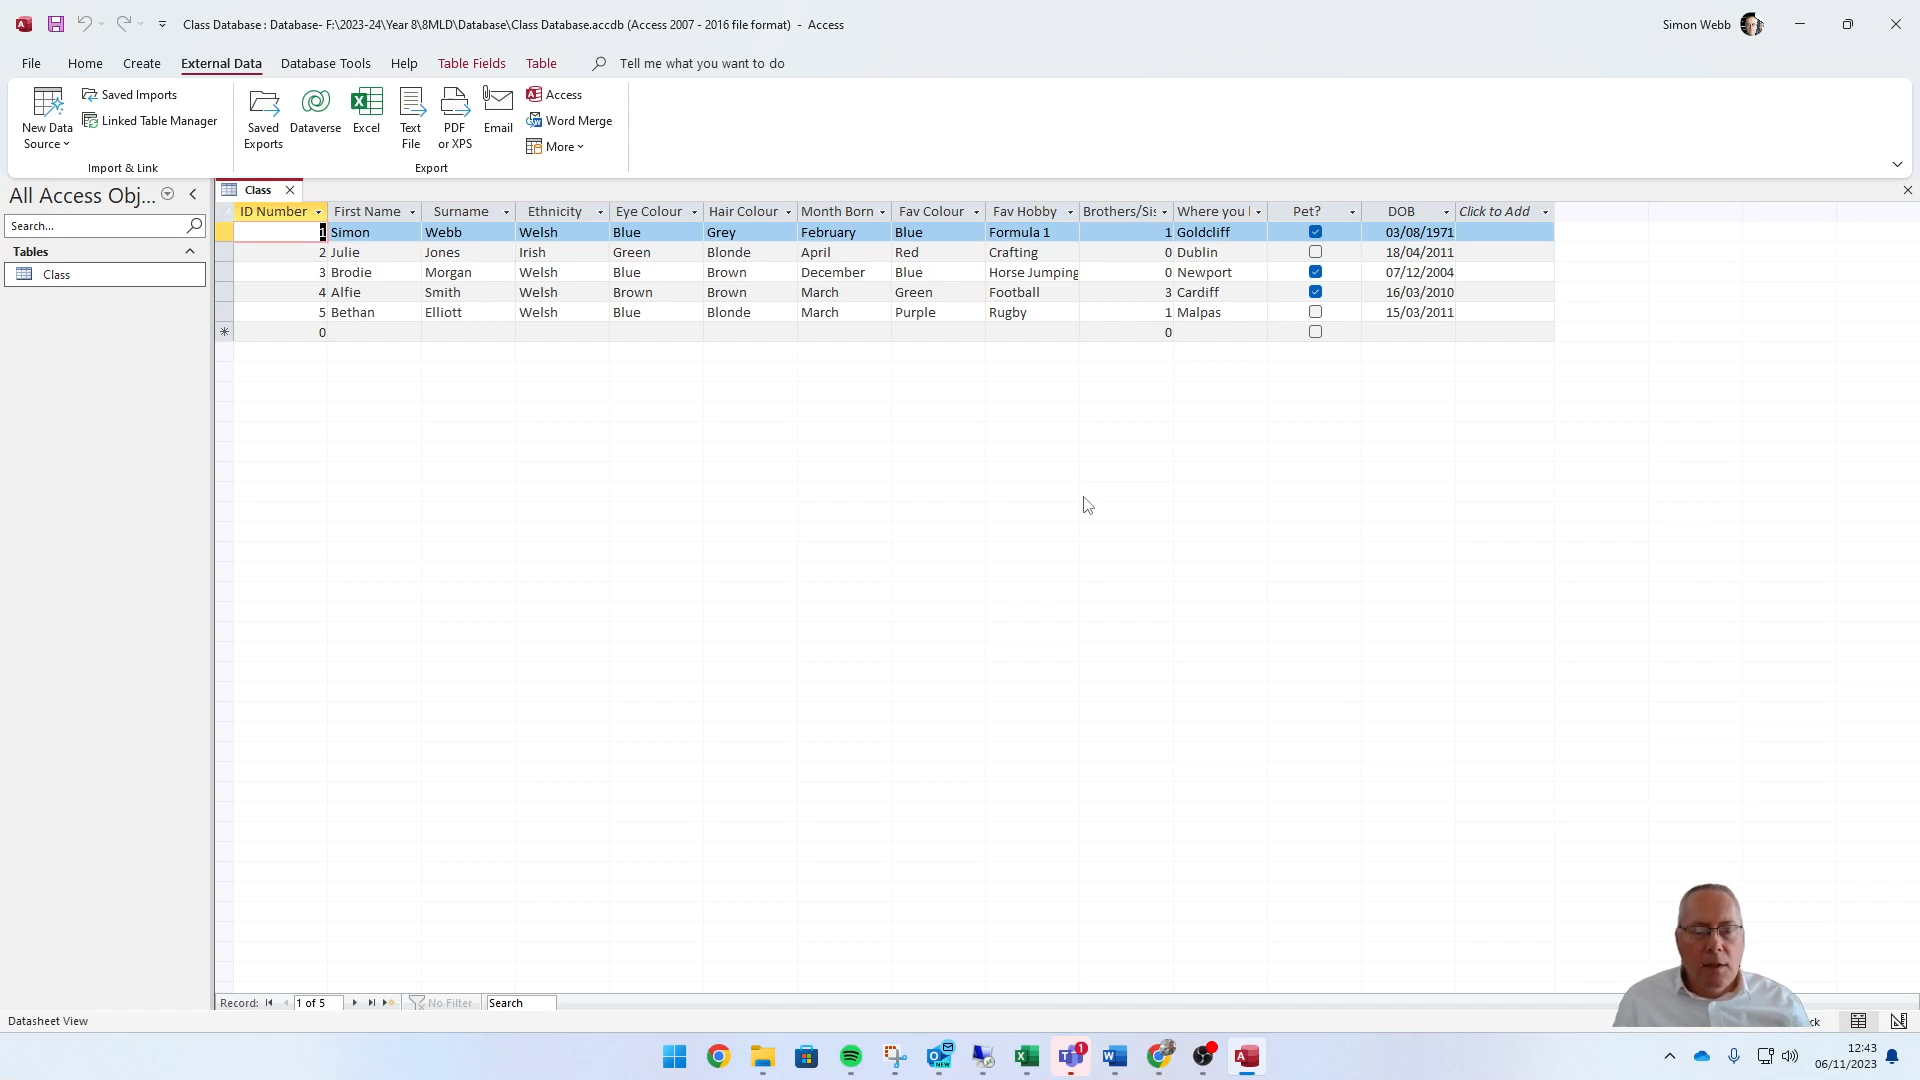 Class Database : Database- F:\2023-24\Year 8\8MLD\Database\Class Database.accdb (Access 2007 - 2016 file format) - Access
Simon Webb
File Home Create External Data Database Tools Help Table Fields Table Tell me what you want to do
New Data Source
Saved Imports
Linked Table Manager
Import & Link
Saved Exports
Dataverse
Excel
Text File
PDF or XPS
Email
Access
Word Merge
More
Export
All Access Obj...
Search...
Tables
Class
Class
ID Number First Name Surname Ethnicity Eye Colour Hair Colour Month Born Fav Colour Fav Hobby Brothers/Sis Where you l Pet? DOB Click to Add
1 Simon Webb Welsh Blue Grey February Blue Formula 1 1 Goldcliff 03/08/1971
2 Julie Jones Irish Green Blonde April Red Crafting 0 Dublin 18/04/2011
3 Brodie Morgan Welsh Blue Brown December Blue Horse Jumping 0 Newport 07/12/2004
4 Alfie Smith Welsh Brown Brown March Green Football 3 Cardiff 16/03/2010
5 Bethan Elliott Welsh Blue Blonde March Purple Rugby 1 Malpas 15/03/2011
0 0
Record: 1 of 5 No Filter Search
Datasheet View
ck
NEW
1
12:43
06/11/2023